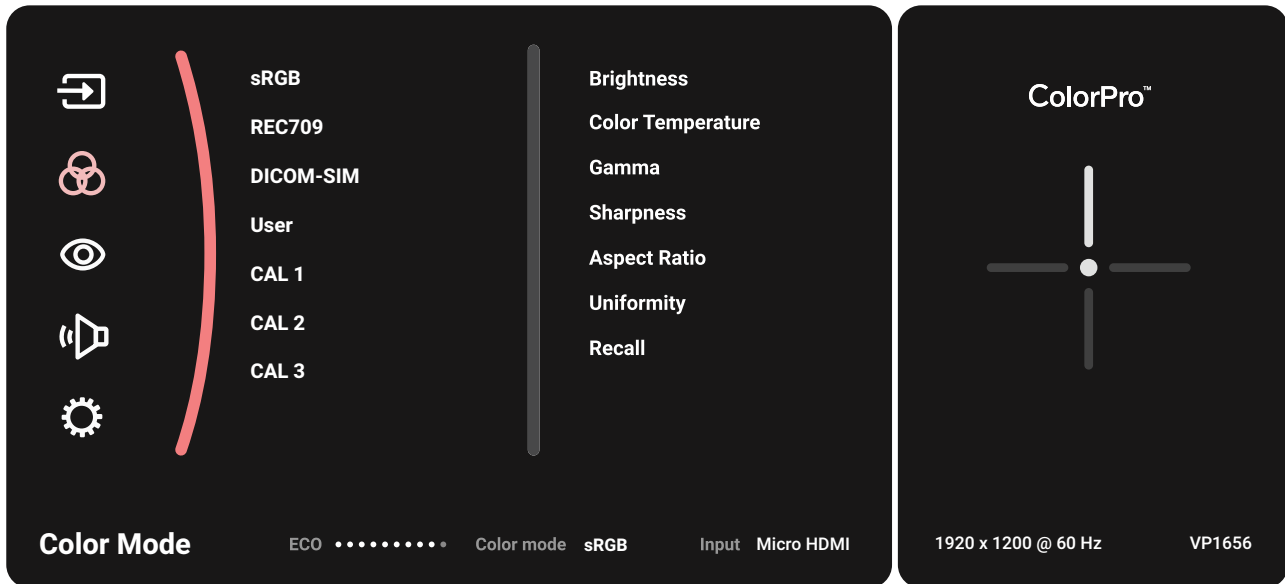 sRGB
REC709
DICOM-SIM
User
CAL 1
CAL 2
CAL 3
Brightness
Color Temperature
Gamma
Sharpness
Aspect Ratio
Uniformity
Recall
Color Mode
ECO
Color mode sRGB
Input Micro HDMI
ColorPro™
1920 x 1200 @ 60 Hz
VP1656